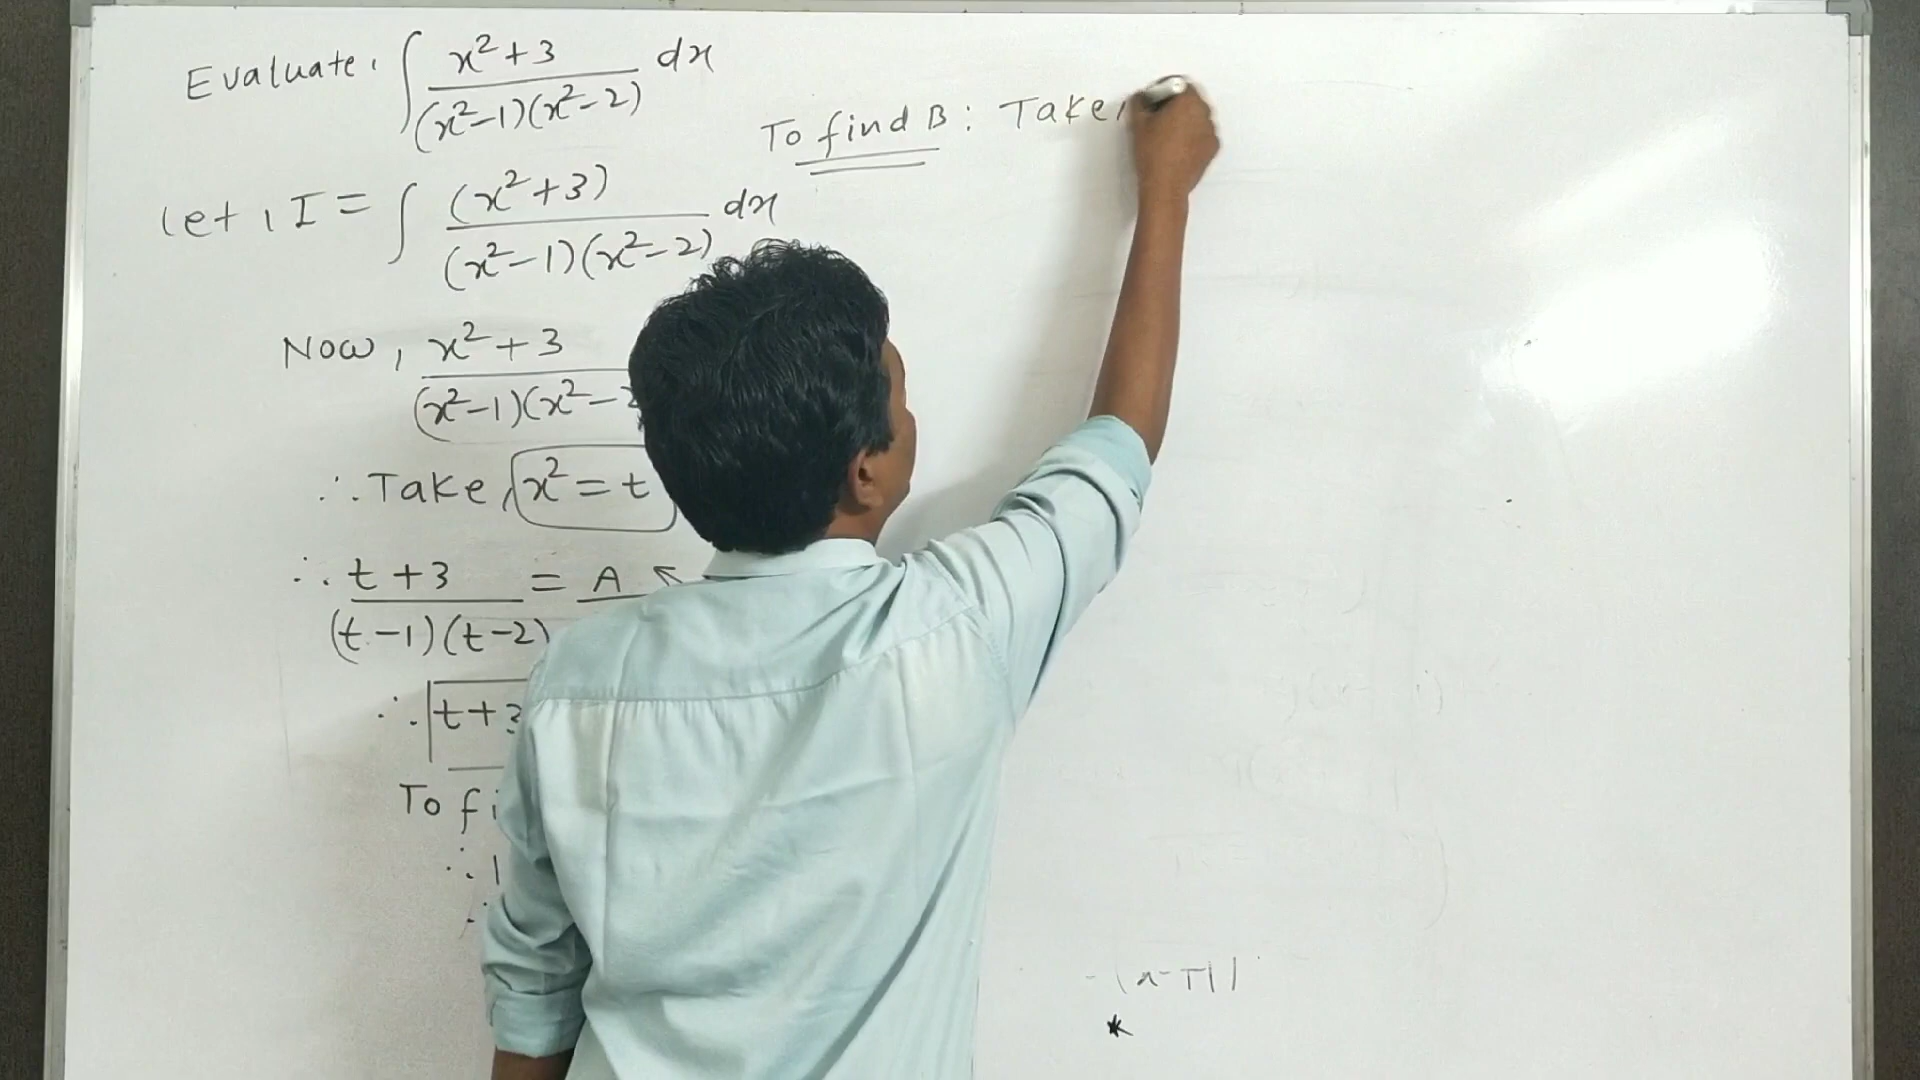 Evaluate, ∫ x²+3 / (x²-1)(x²-2) dx
Let, I = ∫ (x²+3) / (x²-1)(x²-2) dx
Now, x²+3 / (x²-1)(x²-
∴ Take, x² = t
∴ t+3 / (t-1)(t-2) = A
∴ t+3
To fi
To find B: Take,